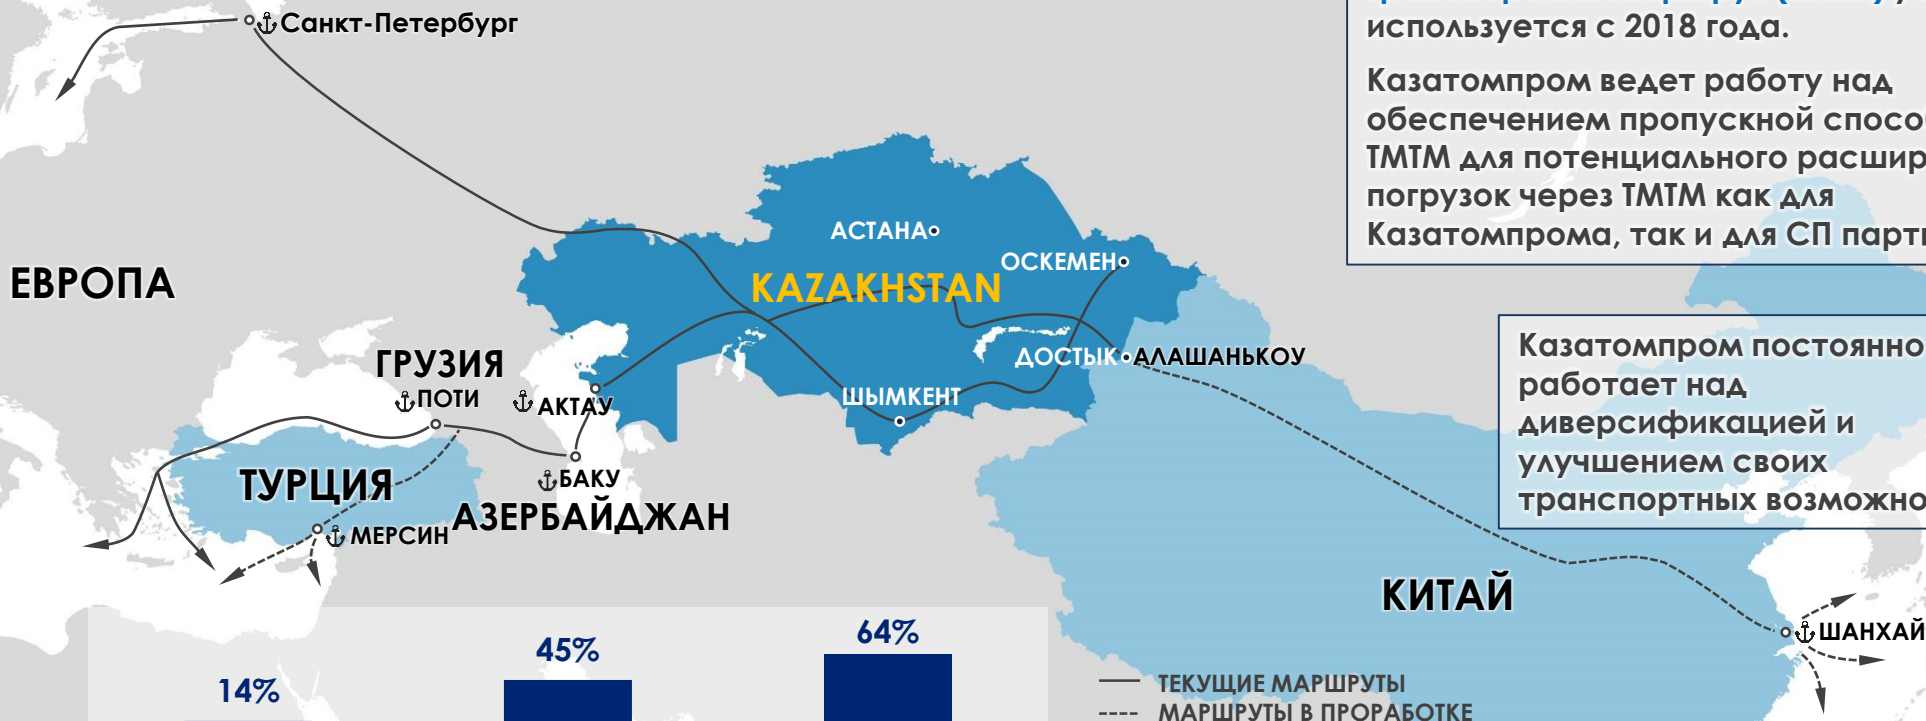 Санкт-Петербург
используется с 2018 года.
Казатомпром ведет работу над
обеспечением пропускной
ТМТМ для потенциального
погрузок через ТМТМ как для
Казатомпрома, так и для СП
АСТАНА
ОСКЕМЕН
KAZAKHSTAN
ЕВРОПА
ГРУЗИЯ
ПОТИ
АКТАУ
ДОСТЫК
АЛАШАНЬКОУ
ШЫМКЕНТ
Казатомпром постоянно
работает над
диверсификацией и
улучшением своих
транспортных
ТУРЦИЯ
БАКУ
АЗЕРБАЙДЖАН
МЕРСИН
КИТАЙ
ШАНХАЙ
14%
45%
64%
ТЕКУЩИЕ МАРШРУТЫ
МАРШРУТЫ В ПРОРАБОТКЕ